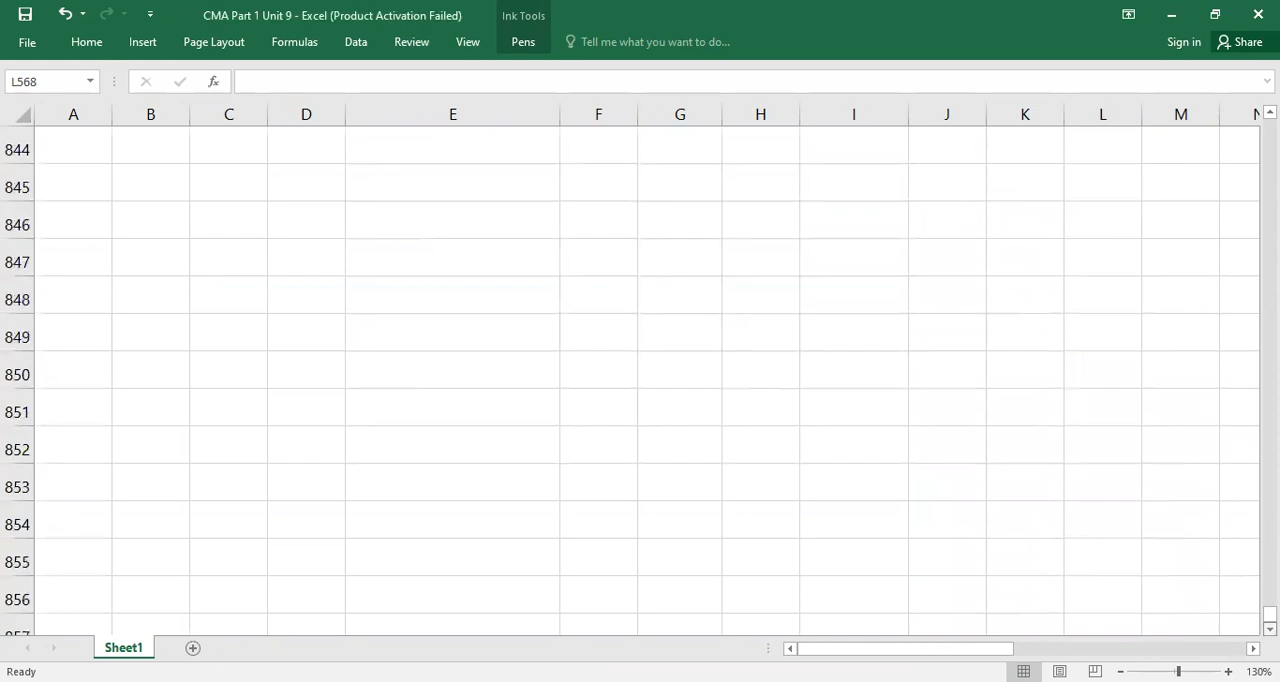 CMA Part 1 Unit 9 - Excel (Product Activation Failed)
Ink Tools
File Home Insert Page Layout Formulas Data Review View Pens Tell me what you want to do... Sign in Share
L568 fx
A B C D E F G H I J K L M N
844
845
846
847
848
849
850
851
852
853
854
855
856
857
Sheet1
Ready 130%